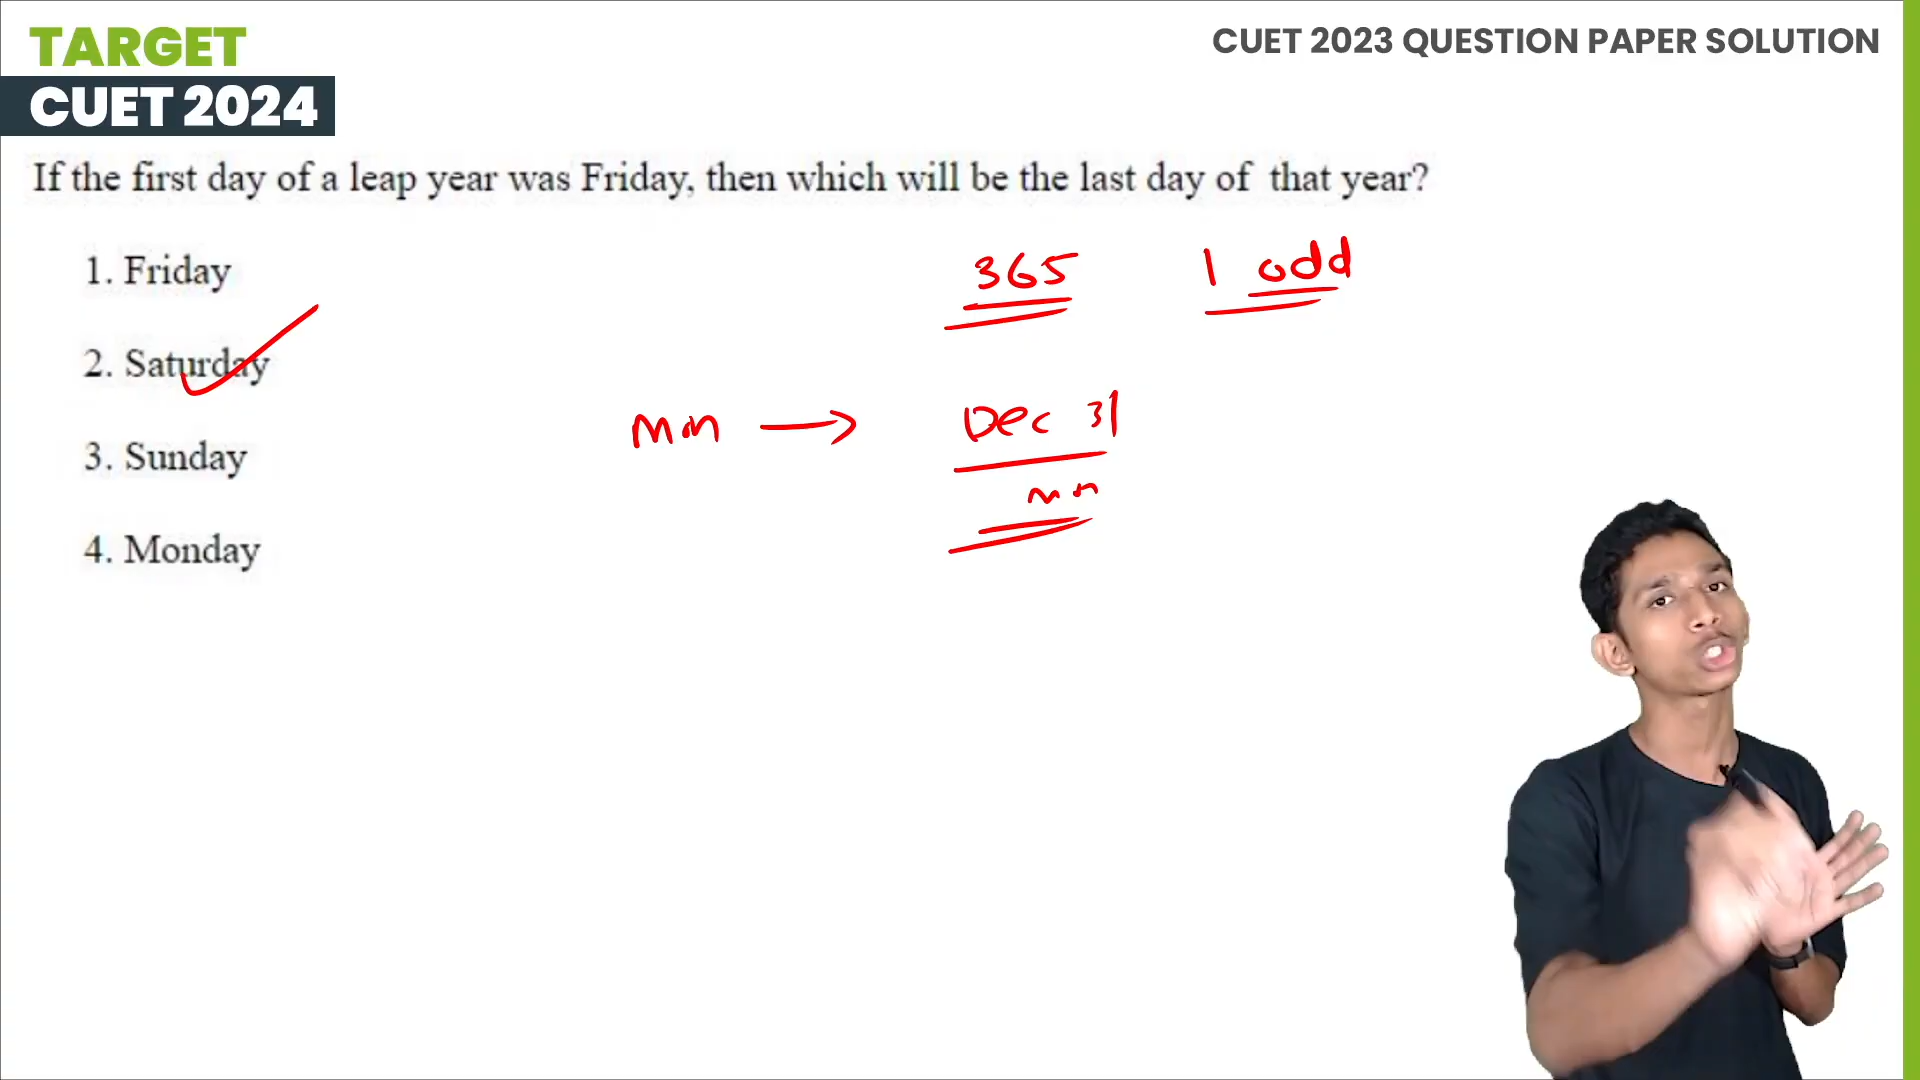 TARGET
CUET 2024
CUET 2023 QUESTION PAPER SOLUTION
If the first day of a leap year was Friday, then which will be the last day of that year?
1. Friday
2. Saturday
3. Sunday
4. Monday
365 1 odd
Mon → Dec 31